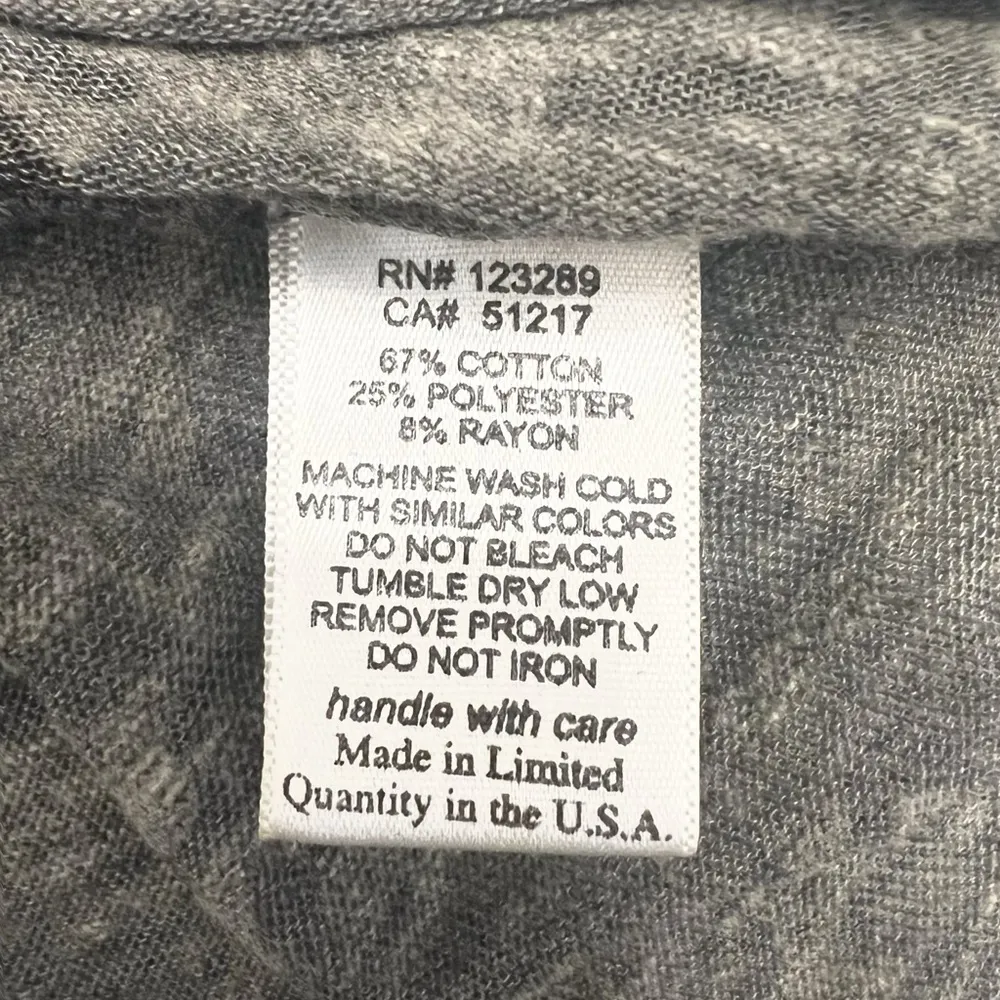 RN# 123289
CA# 51217
67% COTTON
25% POLYESTER
8% RAYON
MACHINE WASH COLD
WITH SIMILAR COLORS
DO NOT BLEACH
TUMBLE DRY LOW
REMOVE PROMPTLY
DO NOT IRON
handle with care
Made in Limited
Quantity in the U.S.A.